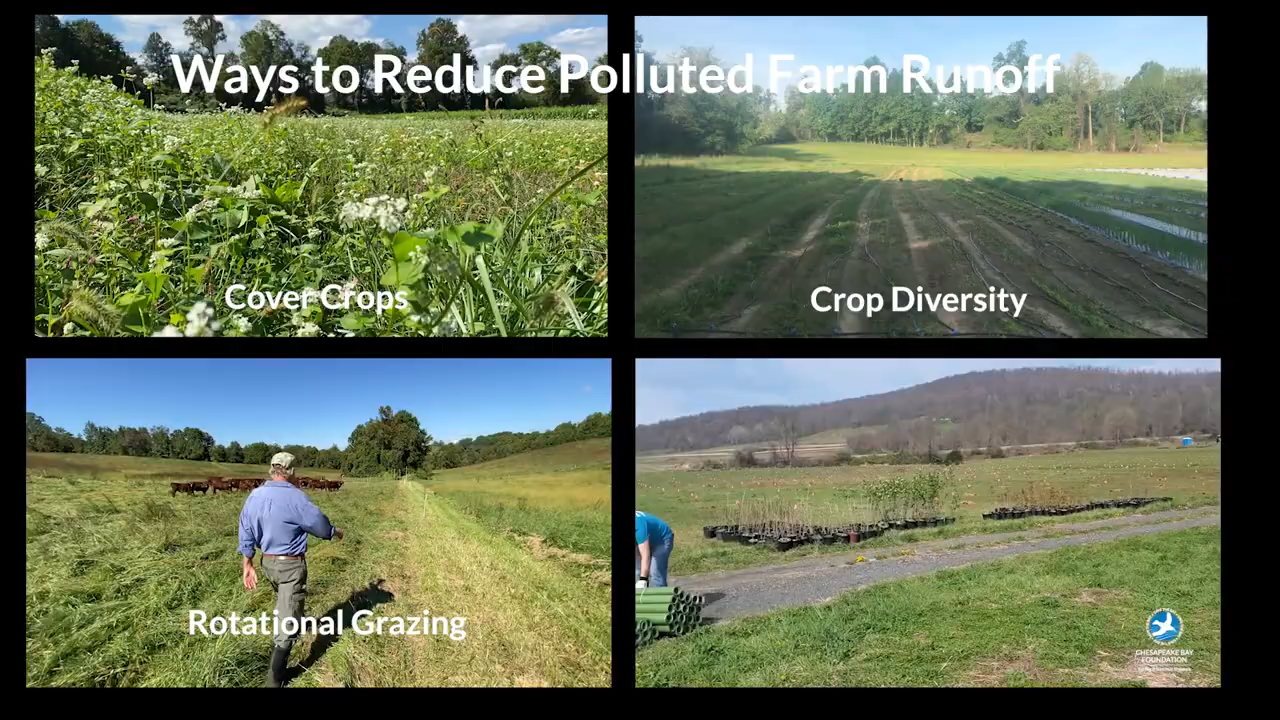 Ways to Reduce Polluted Farm Runoff
Cover Crops
Crop Diversity
Rotational Grazing
CHESAPEAKE BAY
FOUNDATION